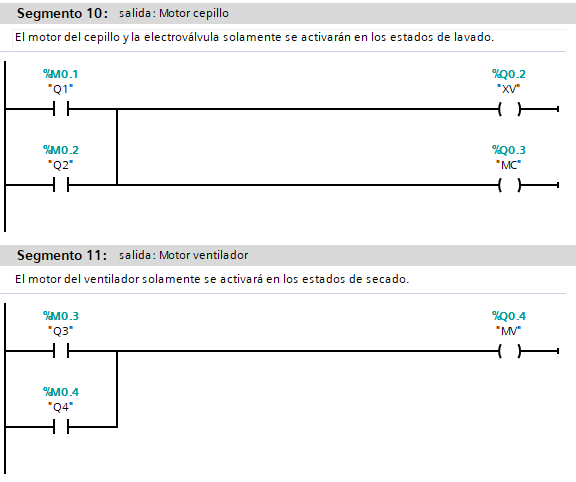 Segmento 10: salida: Motor cepillo
El motor del cepillo y la electroválvula solamente se activarán en los estados de lavado.
%M0.1 %Q0.2
"Q1" "XV"
%M0.2 %Q0.3
"Q2" "MC"
Segmento 11: salida: Motor ventilador
El motor del ventilador solamente se activará en los estados de secado.
%M0.3 %Q0.4
"Q3" "MV"
%M0.4
"Q4"